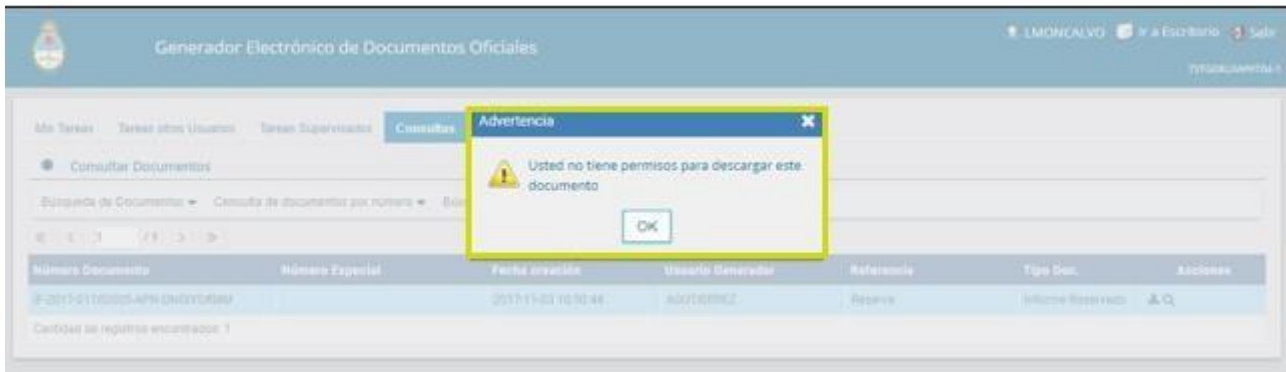 Generador Electrónico de Documentos Oficiales
LMONCALVO Ir a Escritorio Salir
Mis Tareas Tareas otros Usuarios Tareas Supervisados Consultas
Advertencia
Usted no tiene permisos para descargar este
documento
OK
Consultar Documentos
Búsqueda de Documentos Consulta de documentos por número
1 /1
Número Documento Número Especial Fecha creación Usuario Generador Referencia Tipo Doc. Acciones
2017-11-03 Reserva Informe Reservado
Cantidad de registros encontrados: 1